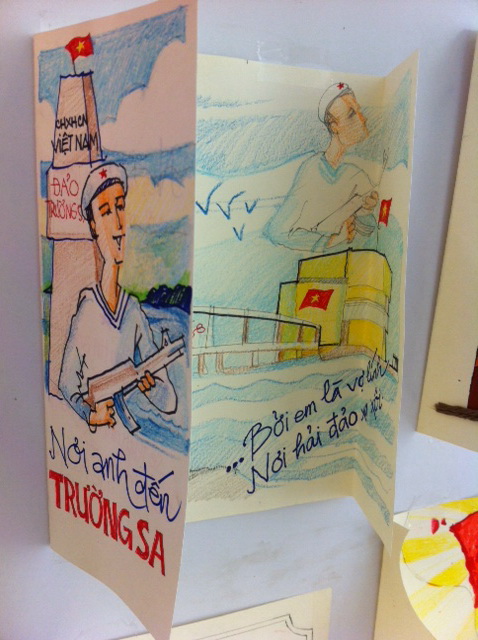 CHXHCN
VIỆT NAM
ĐẢO
TRƯỜNG S
Nơi anh đến
TRƯỜNG SA
...Bởi em là vợ lính
Nơi hải đảo